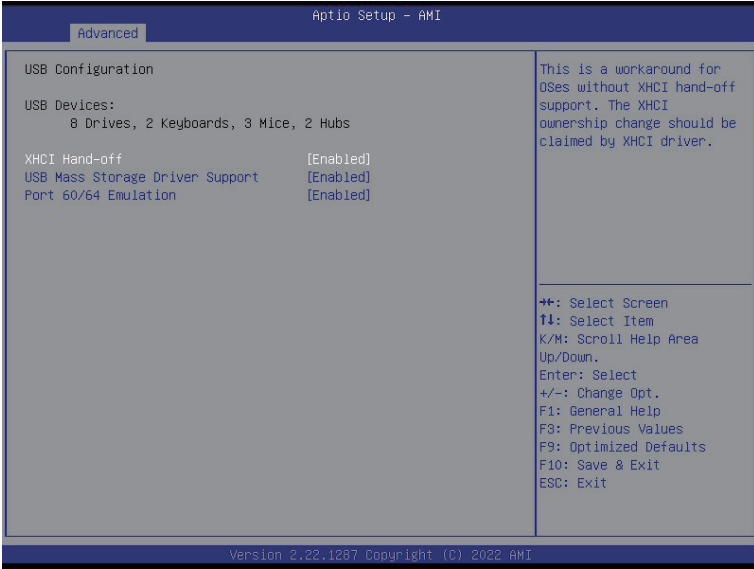 Aptio Setup - AMI
Advanced
USB Configuration
USB Devices:
8 Drives, 2 Keyboards, 3 Mice, 2 Hubs
XHCI Hand-off [Enabled]
USB Mass Storage Driver Support [Enabled]
Port 60/64 Emulation [Enabled]
This is a workaround for
OSes without XHCI hand-off
support. The XHCI
ownership change should be
claimed by XHCI driver.
→←: Select Screen
↑↓: Select Item
K/M: Scroll Help Area
Up/Down.
Enter: Select
+/-: Change Opt.
F1: General Help
F3: Previous Values
F9: Optimized Defaults
F10: Save & Exit
ESC: Exit
Version 2.22.1287 Copyright (C) 2022 AMI